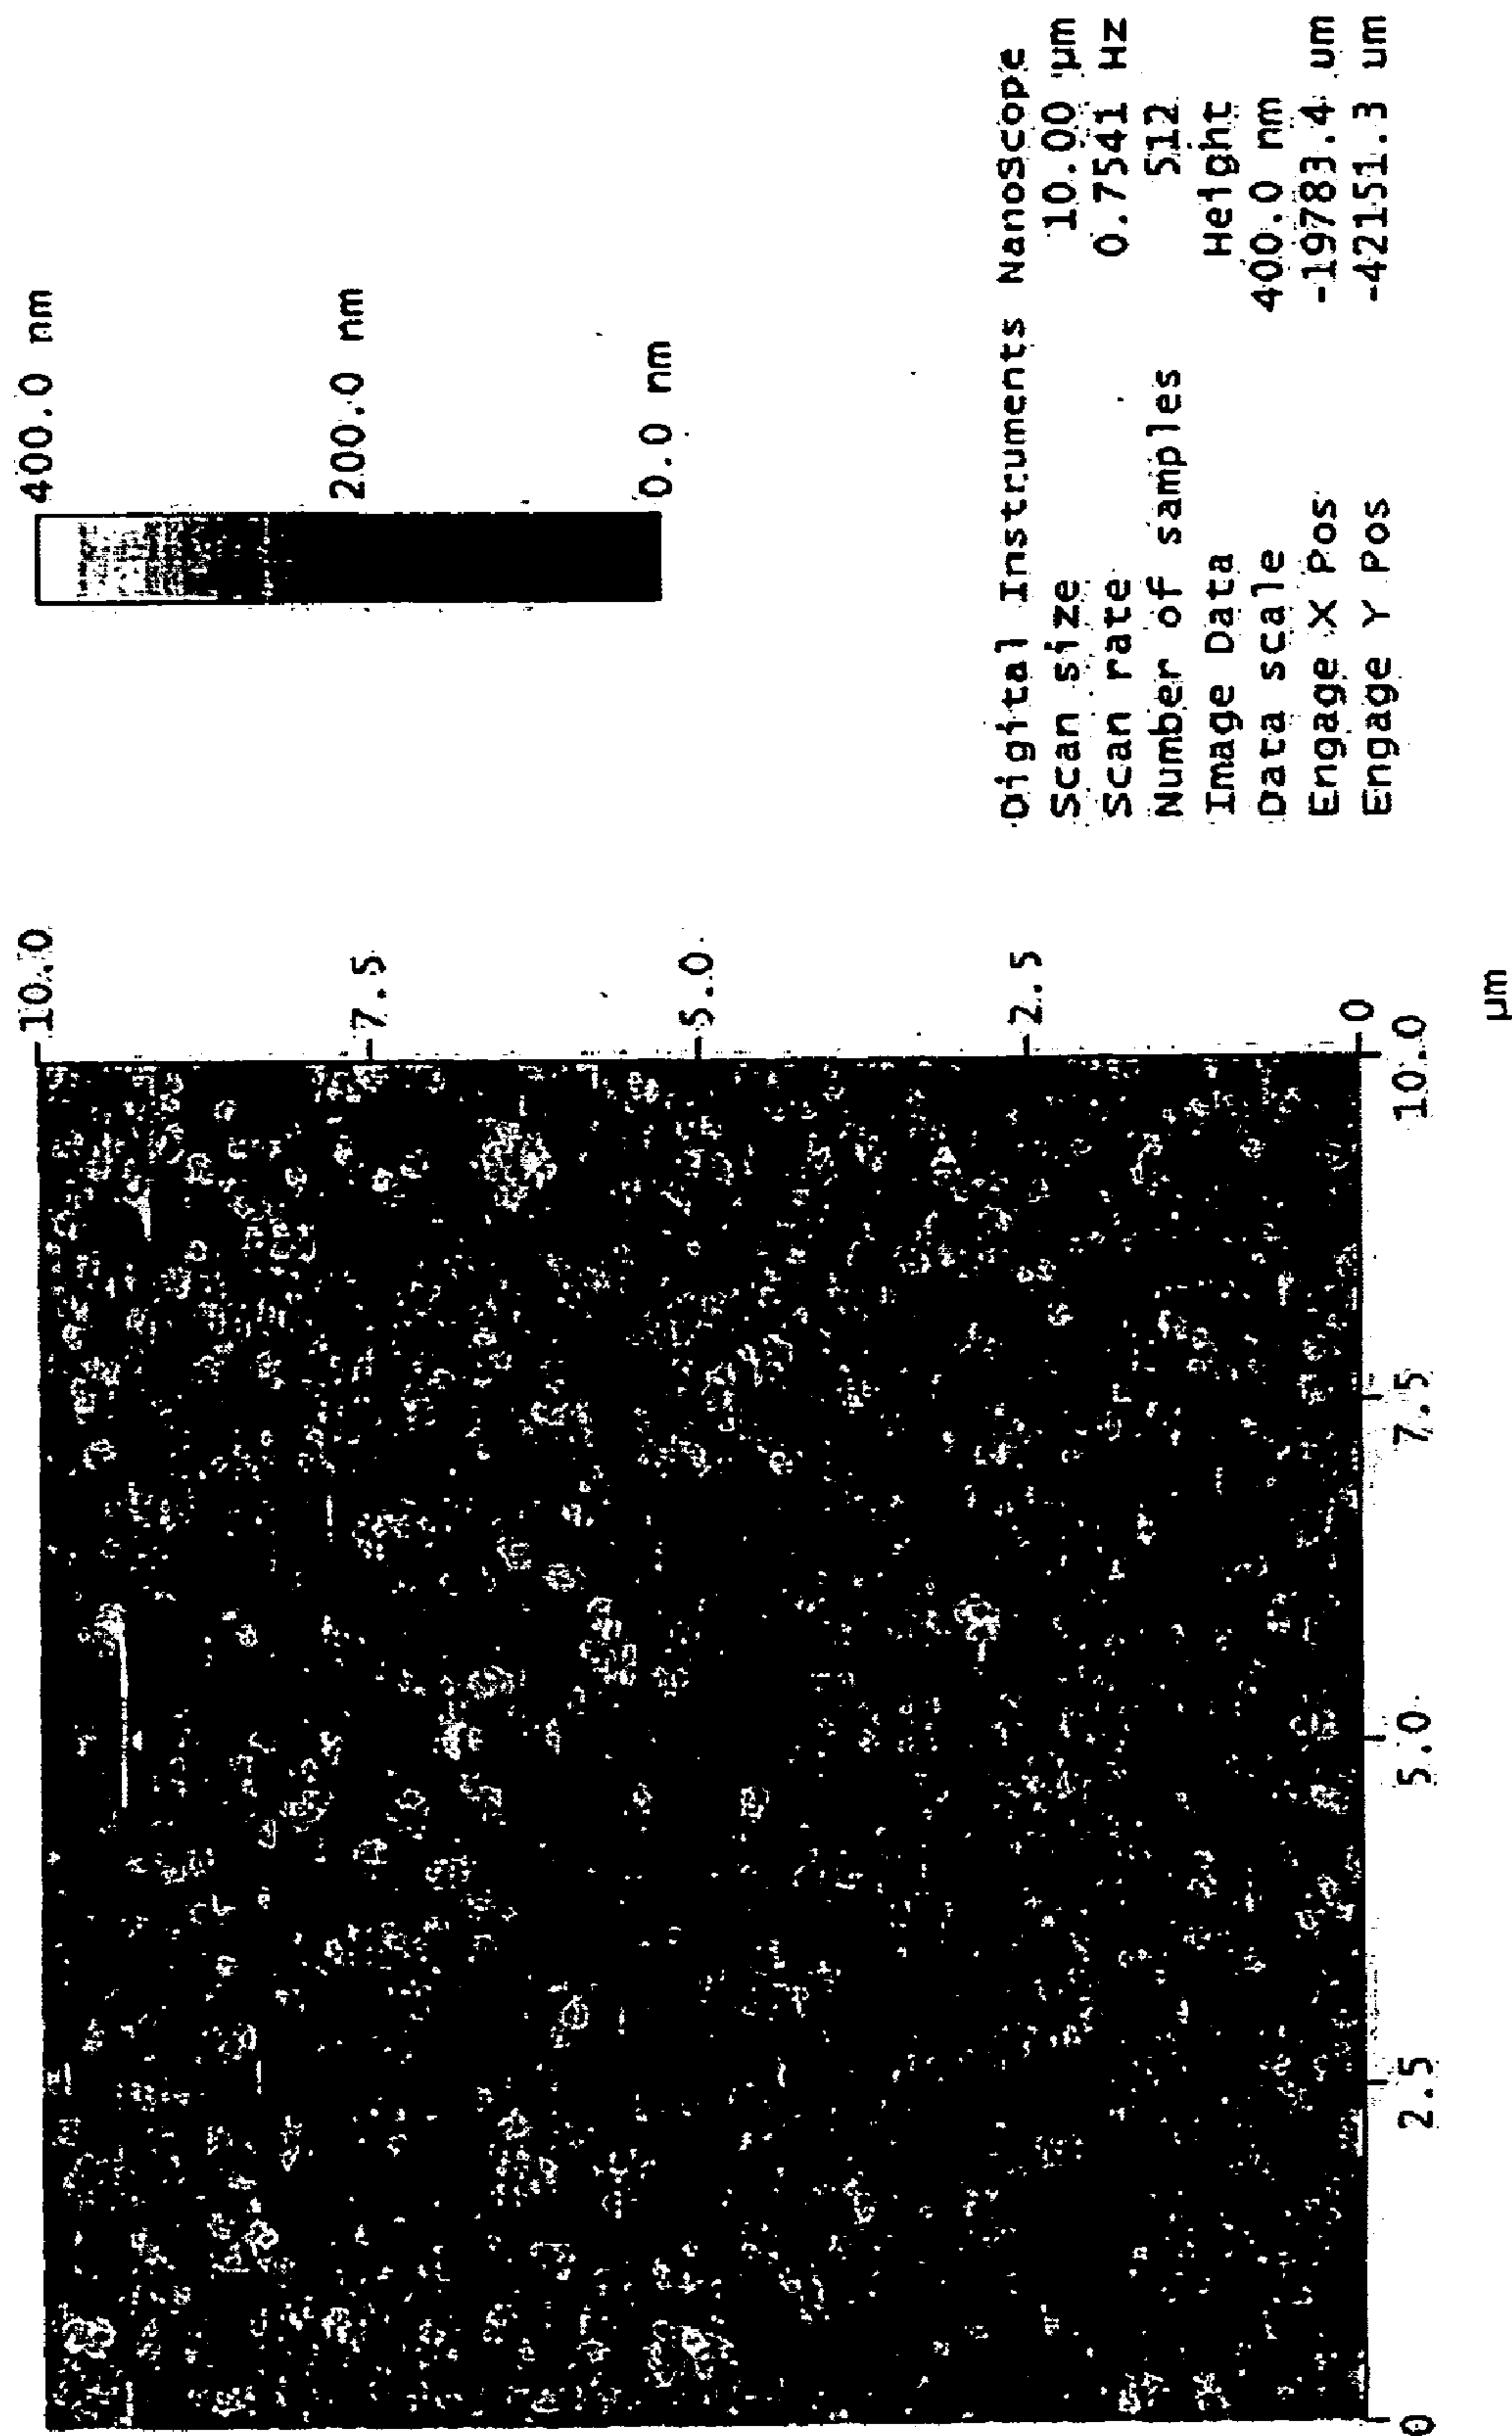 10.0
7.5
5.0
2.5
0
0
2.5
5.0
7.5
10.0
µm
400.0 nm
200.0 nm
0.0 nm
Digital Instruments NanoScope
Scan size 10.00 µm
Scan rate 0.7541 Hz
Number of samples 512
Image Data Height
Data scale 400.0 nm
Engage X Pos -19783.4 um
Engage Y Pos -42151.3 um